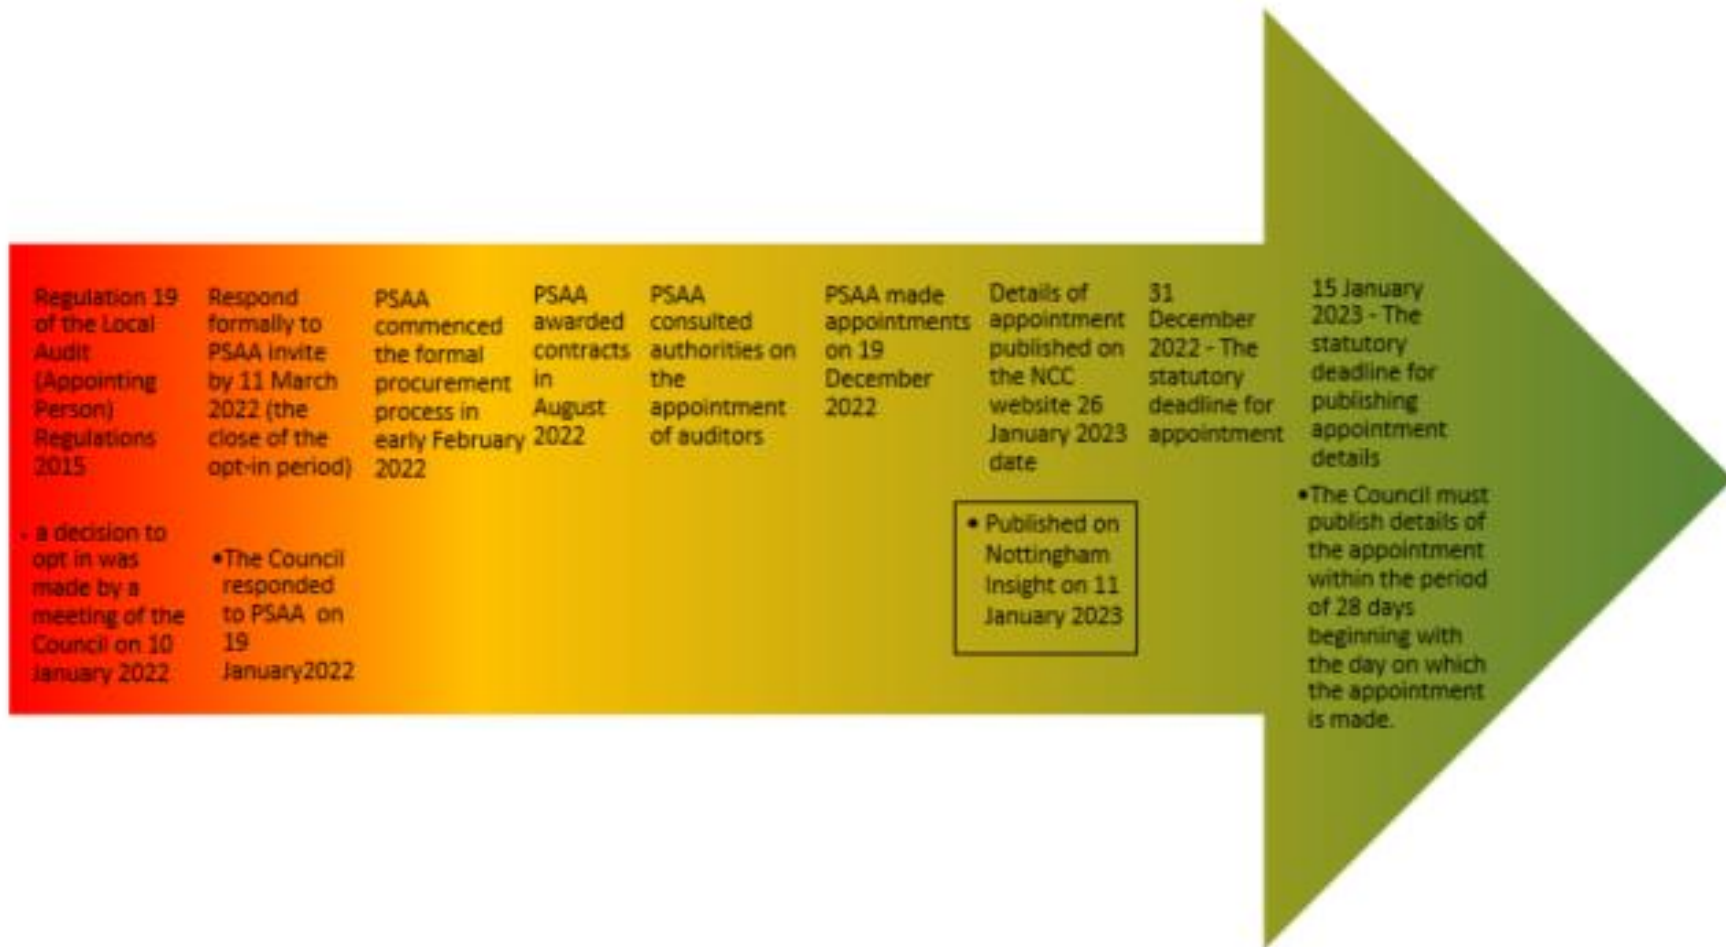 Regulation 19
of the Local
Audit
(Appointing
Person)
Regulations
2015
- a decision to
opt in was
made by a
meeting of the
Council on 10
January 2022
Respond
formally to
PSAA invite
by 11 March
2022 (the
close of the
opt-in period)
•The Council
responded
to PSAA on
19
January2022
PSAA
commenced
the formal
procurement
process in
early February
2022
PSAA
awarded
contracts
in
August
2022
PSAA
consulted
authorities on
the
appointment
of auditors
PSAA made
appointments
on 19
December
2022
Details of
appointment
published on
the NCC
website 26
January 2023
date
• Published on
Nottingham
Insight on 11
January 2023
31
December
2022 - The
statutory
deadline for
appointment
15 January
2023 - The
statutory
deadline for
publishing
appointment
details
•The Council must
publish details of
the appointment
within the period
of 28 days
beginning with
the day on which
the appointment
is made.